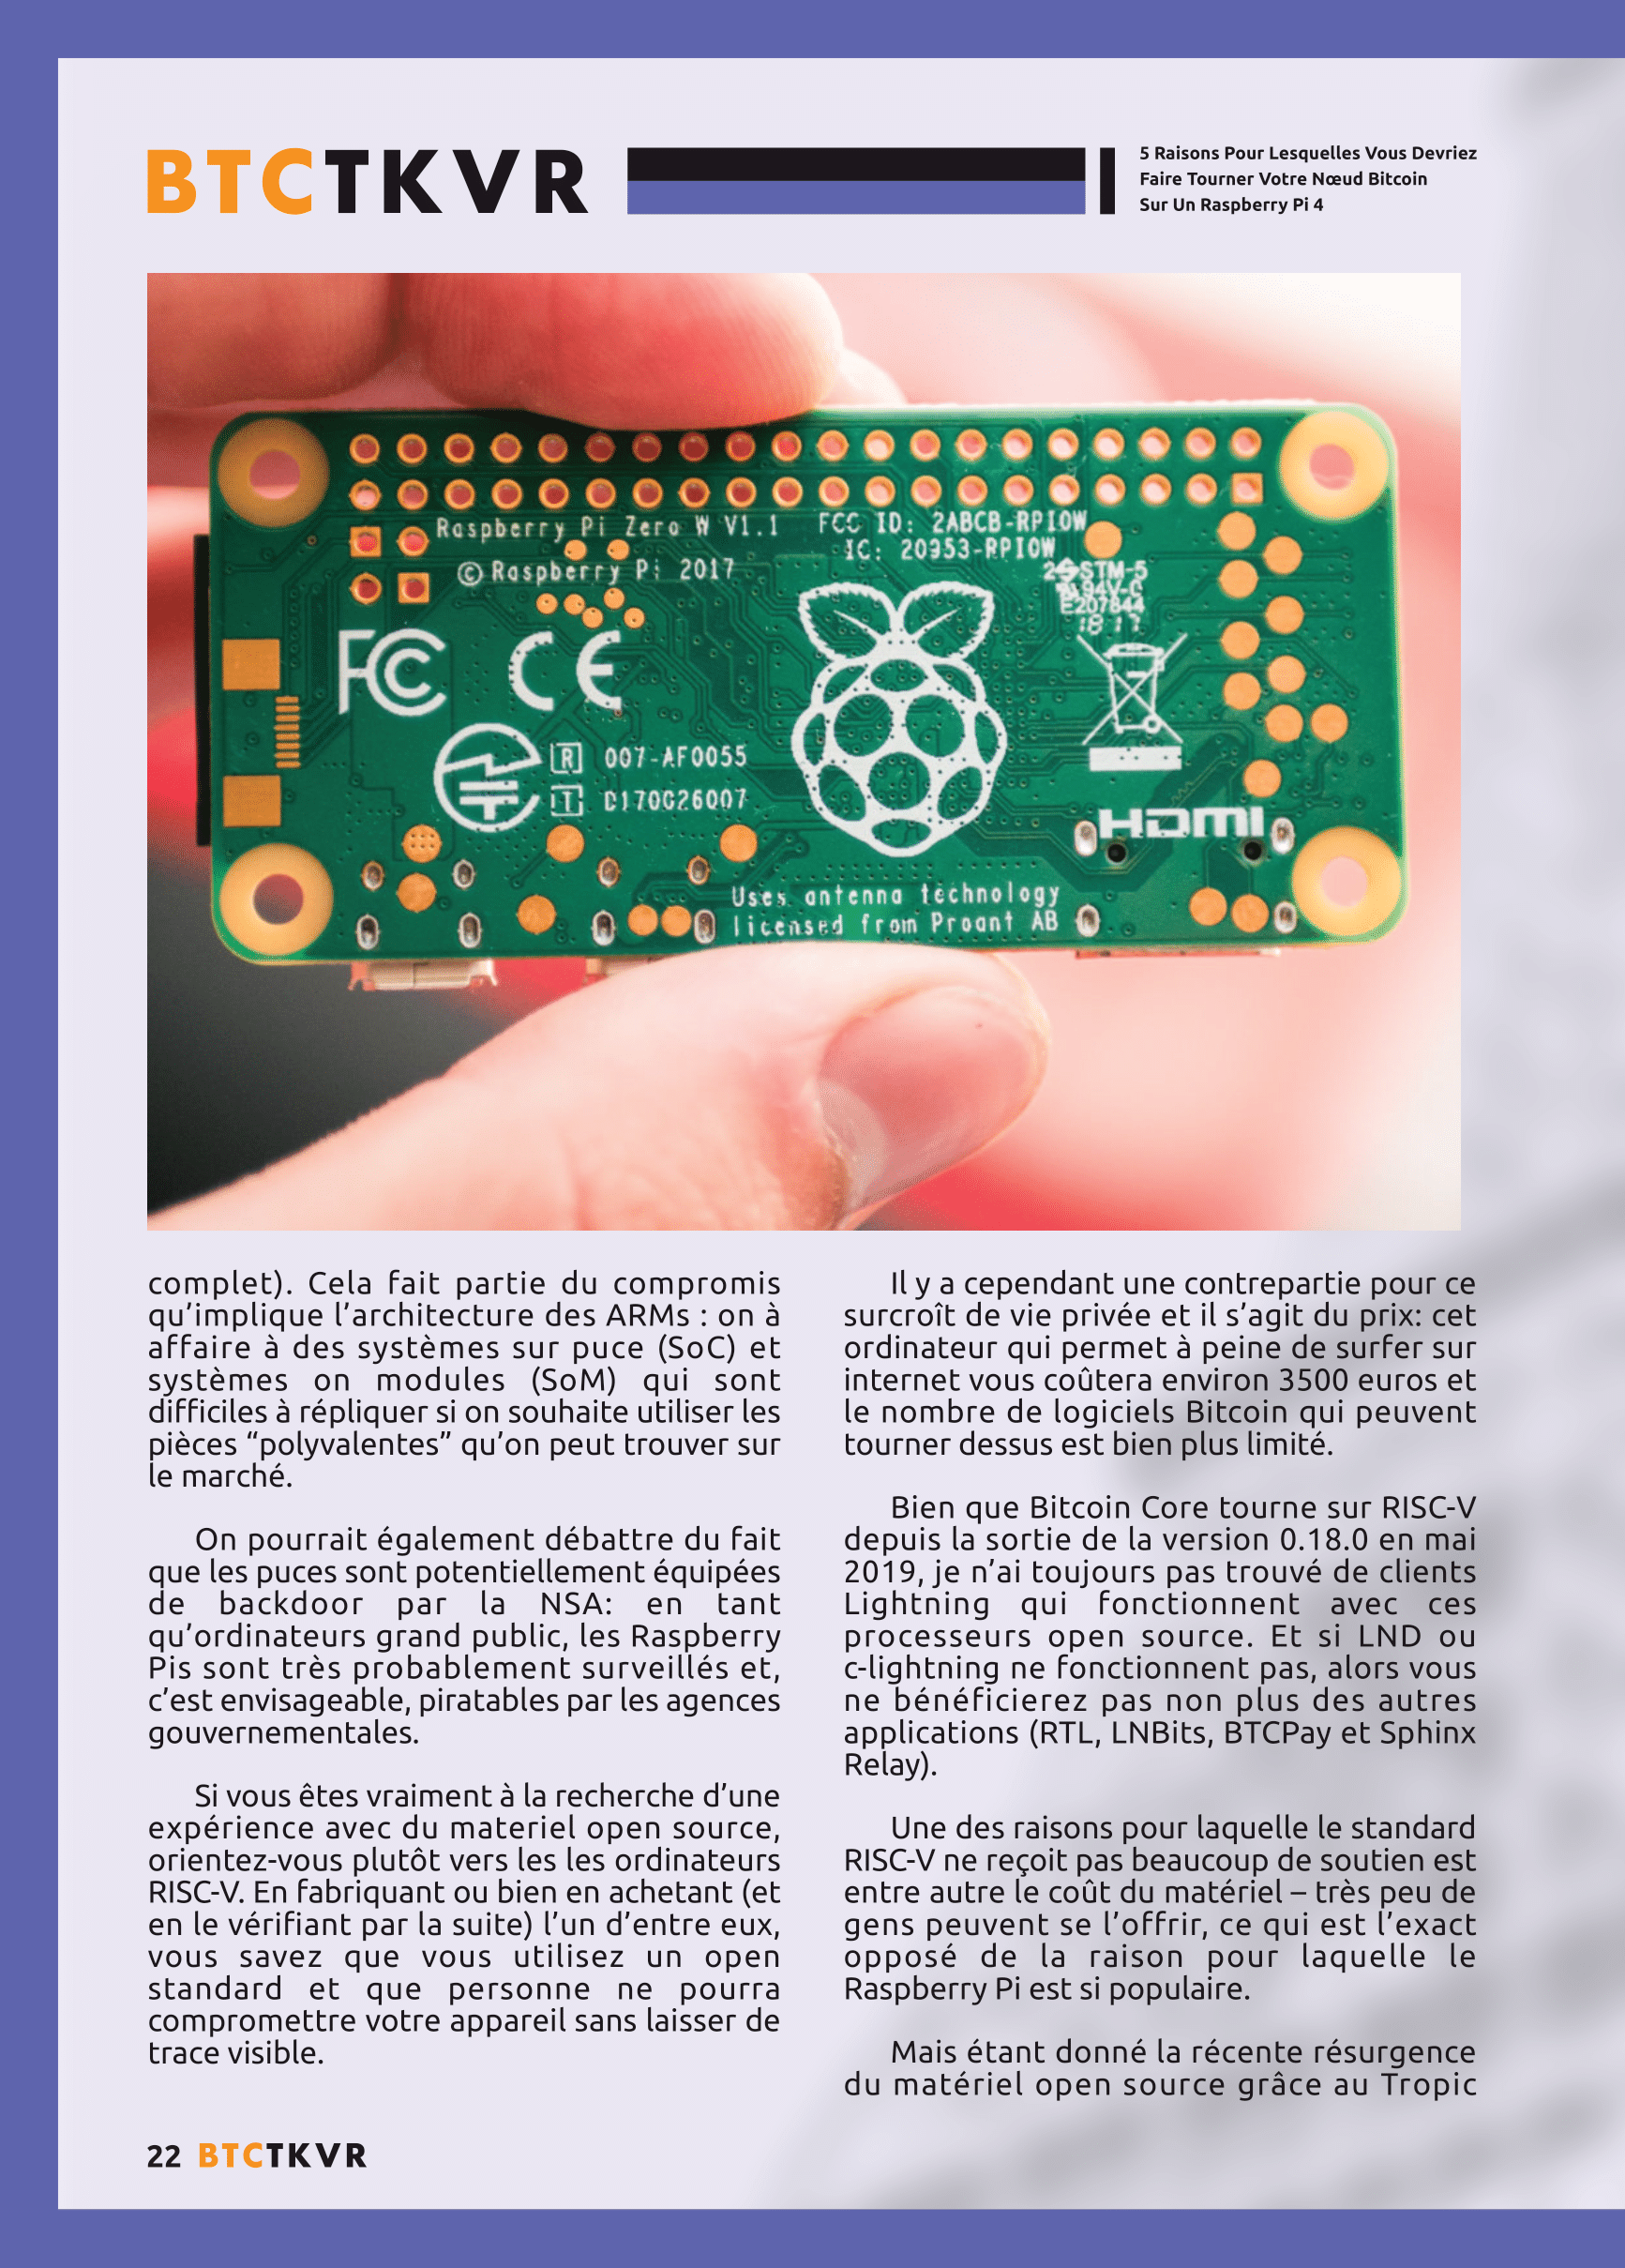 BTCTKVR
5 Raisons Pour Lesquelles Vous Devriez
Faire Tourner Votre Nœud Bitcoin
Sur Un Raspberry Pi 4
Raspberry Pi Zero W V1.1
© Raspberry Pi 2017
FCC ID: 2ABCB-RPI0W
IC: 20953-RPI0W
STM-5
94V-0
E207844
18 17
FC CE
R 007-AF0055
T D170026007
HDMI
Uses antenna technology
licensed from Proant AB
complet). Cela fait partie du compromis
qu’implique l’architecture des ARMs : on à
affaire à des systèmes sur puce (SoC) et
systèmes on modules (SoM) qui sont
difficiles à répliquer si on souhaite utiliser les
pièces “polyvalentes” qu’on peut trouver sur
le marché.
On pourrait également débattre du fait
que les puces sont potentiellement équipées
de backdoor par la NSA: en tant
qu’ordinateurs grand public, les Raspberry
Pis sont très probablement surveillés et,
c’est envisageable, piratables par les agences
gouvernementales.
Si vous êtes vraiment à la recherche d’une
expérience avec du materiel open source,
orientez-vous plutôt vers les les ordinateurs
RISC-V. En fabriquant ou bien en achetant (et
en le vérifiant par la suite) l’un d’entre eux,
vous savez que vous utilisez un open
standard et que personne ne pourra
compromettre votre appareil sans laisser de
trace visible.
Il y a cependant une contrepartie pour ce
surcroît de vie privée et il s’agit du prix: cet
ordinateur qui permet à peine de surfer sur
internet vous coûtera environ 3500 euros et
le nombre de logiciels Bitcoin qui peuvent
tourner dessus est bien plus limité.
Bien que Bitcoin Core tourne sur RISC-V
depuis la sortie de la version 0.18.0 en mai
2019, je n’ai toujours pas trouvé de clients
Lightning qui fonctionnent avec ces
processeurs open source. Et si LND ou
c-lightning ne fonctionnent pas, alors vous
ne bénéficierez pas non plus des autres
applications (RTL, LNBits, BTCPay et Sphinx
Relay).
Une des raisons pour laquelle le standard
RISC-V ne reçoit pas beaucoup de soutien est
entre autre le coût du matériel – très peu de
gens peuvent se l’offrir, ce qui est l’exact
opposé de la raison pour laquelle le
Raspberry Pi est si populaire.
Mais étant donné la récente résurgence
du matériel open source grâce au Tropic
22 BTCTKVR